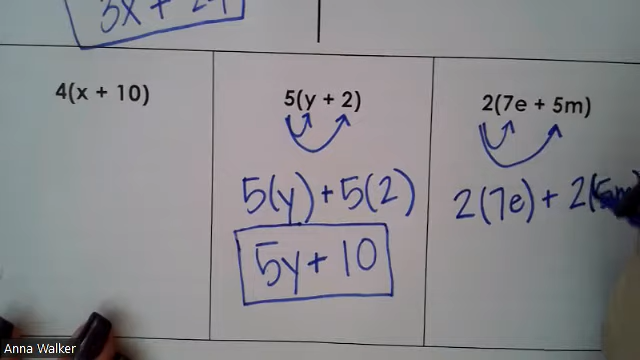 3x + 24
4(x + 10)
5(y + 2)
2(7e + 5m)
5(y) + 5(2)
2(7e) + 2(5m)
5y + 10
Anna Walker